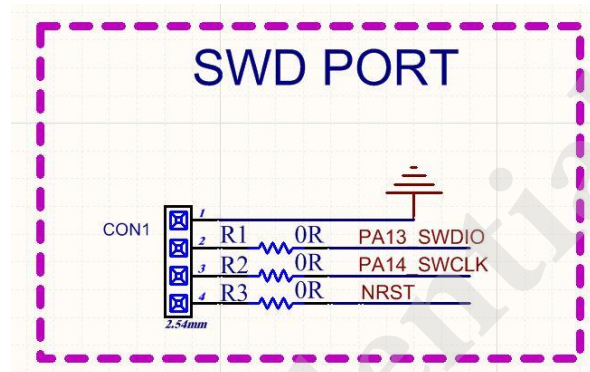 SWD PORT
CON1
1
2 R1 0R PA13_SWDIO
3 R2 0R PA14_SWCLK
4 R3 0R NRST
2.54mm